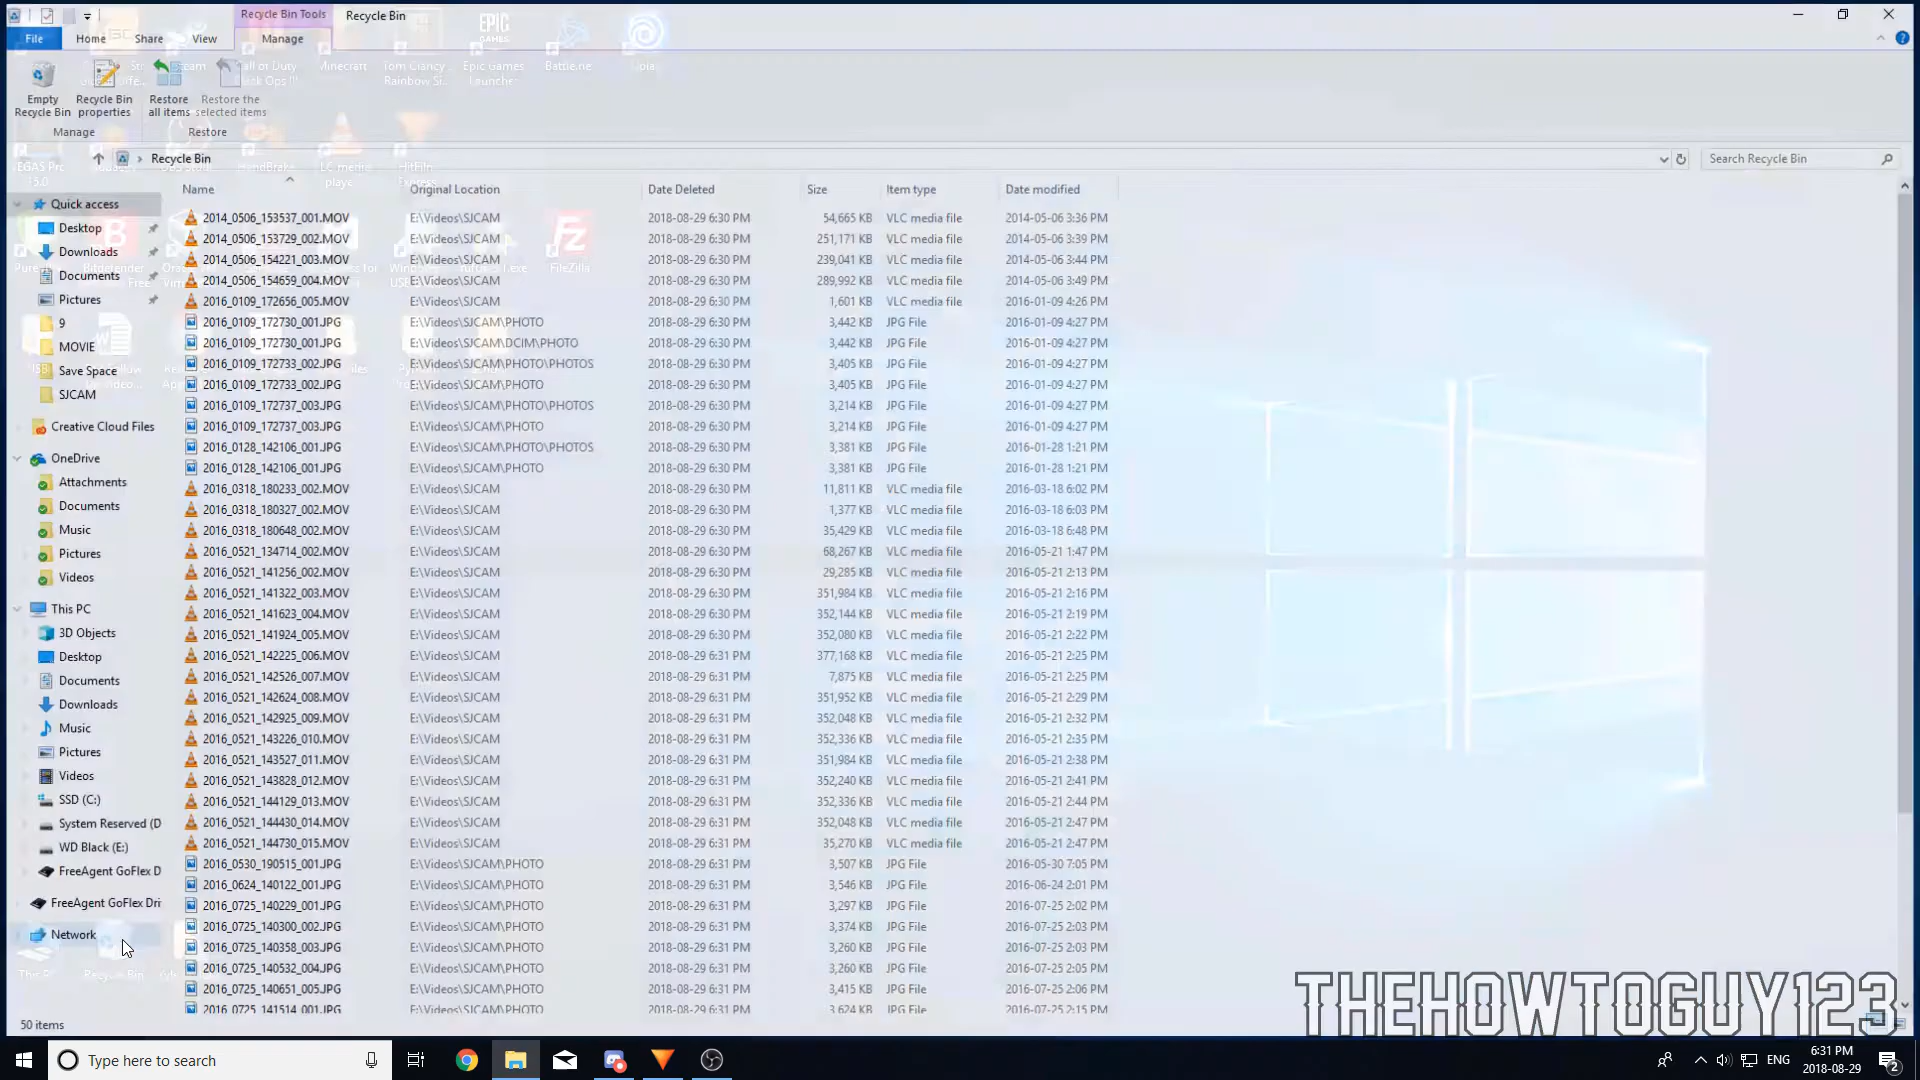 Recycle Bin Tools Recycle Bin
File Home Share View Manage
Empty Recycle Bin
Recycle Bin properties
Restore all items
Restore the selected items
Manage Restore
Minecraft
Tom Clancy
Rainbow Si...
Epic Games
Launcher
Battle.ne
EPIC
GAMES
Recycle Bin
Search Recycle Bin
Name Original Location Date Deleted Size Item type Date modified
Quick access
Desktop
Downloads
Documents
Pictures
9
MOVIE
Save Space
SJCAM
Creative Cloud Files
OneDrive
Attachments
Documents
Music
Pictures
Videos
This PC
3D Objects
Desktop
Documents
Downloads
Music
Pictures
Videos
SSD (C:)
System Reserved (D
WD Black (E:)
FreeAgent GoFlex D
FreeAgent GoFlex Dri
Network
2014_0506_153537_001.MOV E:\Videos\SJCAM 2018-08-29 6:30 PM 54,665 KB VLC media file 2014-05-06 3:36 PM
2014_0506_153729_002.MOV E:\Videos\SJCAM 2018-08-29 6:30 PM 251,171 KB VLC media file 2014-05-06 3:39 PM
2014_0506_154221_003.MOV E:\Videos\SJCAM 2018-08-29 6:30 PM 239,041 KB VLC media file 2014-05-06 3:44 PM
2014_0506_154659_004.MOV E:\Videos\SJCAM 2018-08-29 6:30 PM 289,992 KB VLC media file 2014-05-06 3:49 PM
2016_0109_172656_005.MOV E:\Videos\SJCAM 2018-08-29 6:30 PM 1,601 KB VLC media file 2016-01-09 4:26 PM
2016_0109_172730_001.JPG E:\Videos\SJCAM\PHOTO 2018-08-29 6:30 PM 3,442 KB JPG File 2016-01-09 4:27 PM
2016_0109_172730_001.JPG E:\Videos\SJCAM\DCIM\PHOTO 2018-08-29 6:30 PM 3,442 KB JPG File 2016-01-09 4:27 PM
2016_0109_172733_002.JPG E:\Videos\SJCAM\PHOTO\PHOTOS 2018-08-29 6:30 PM 3,405 KB JPG File 2016-01-09 4:27 PM
2016_0109_172733_002.JPG E:\Videos\SJCAM\PHOTO 2018-08-29 6:30 PM 3,405 KB JPG File 2016-01-09 4:27 PM
2016_0109_172737_003.JPG E:\Videos\SJCAM\PHOTO\PHOTOS 2018-08-29 6:30 PM 3,214 KB JPG File 2016-01-09 4:27 PM
2016_0109_172737_003.JPG E:\Videos\SJCAM\PHOTO 2018-08-29 6:30 PM 3,214 KB JPG File 2016-01-09 4:27 PM
2016_0128_142106_001.JPG E:\Videos\SJCAM\PHOTO\PHOTOS 2018-08-29 6:30 PM 3,381 KB JPG File 2016-01-28 1:21 PM
2016_0128_142106_001.JPG E:\Videos\SJCAM\PHOTO 2018-08-29 6:30 PM 3,381 KB JPG File 2016-01-28 1:21 PM
2016_0318_180233_002.MOV E:\Videos\SJCAM 2018-08-29 6:30 PM 11,811 KB VLC media file 2016-03-18 6:02 PM
2016_0318_180327_002.MOV E:\Videos\SJCAM 2018-08-29 6:30 PM 1,377 KB VLC media file 2016-03-18 6:03 PM
2016_0318_180648_002.MOV E:\Videos\SJCAM 2018-08-29 6:30 PM 35,429 KB VLC media file 2016-03-18 6:48 PM
2016_0521_134714_002.MOV E:\Videos\SJCAM 2018-08-29 6:30 PM 68,267 KB VLC media file 2016-05-21 1:47 PM
2016_0521_141256_002.MOV E:\Videos\SJCAM 2018-08-29 6:30 PM 29,285 KB VLC media file 2016-05-21 2:13 PM
2016_0521_141322_003.MOV E:\Videos\SJCAM 2018-08-29 6:30 PM 351,984 KB VLC media file 2016-05-21 2:16 PM
2016_0521_141623_004.MOV E:\Videos\SJCAM 2018-08-29 6:30 PM 352,144 KB VLC media file 2016-05-21 2:19 PM
2016_0521_141924_005.MOV E:\Videos\SJCAM 2018-08-29 6:30 PM 352,080 KB VLC media file 2016-05-21 2:22 PM
2016_0521_142225_006.MOV E:\Videos\SJCAM 2018-08-29 6:31 PM 377,168 KB VLC media file 2016-05-21 2:25 PM
2016_0521_142526_007.MOV E:\Videos\SJCAM 2018-08-29 6:31 PM 7,875 KB VLC media file 2016-05-21 2:25 PM
2016_0521_142624_008.MOV E:\Videos\SJCAM 2018-08-29 6:31 PM 351,952 KB VLC media file 2016-05-21 2:29 PM
2016_0521_142925_009.MOV E:\Videos\SJCAM 2018-08-29 6:31 PM 352,048 KB VLC media file 2016-05-21 2:32 PM
2016_0521_143226_010.MOV E:\Videos\SJCAM 2018-08-29 6:31 PM 352,336 KB VLC media file 2016-05-21 2:35 PM
2016_0521_143527_011.MOV E:\Videos\SJCAM 2018-08-29 6:31 PM 351,984 KB VLC media file 2016-05-21 2:38 PM
2016_0521_143828_012.MOV E:\Videos\SJCAM 2018-08-29 6:31 PM 352,240 KB VLC media file 2016-05-21 2:41 PM
2016_0521_144129_013.MOV E:\Videos\SJCAM 2018-08-29 6:31 PM 352,336 KB VLC media file 2016-05-21 2:44 PM
2016_0521_144430_014.MOV E:\Videos\SJCAM 2018-08-29 6:31 PM 352,048 KB VLC media file 2016-05-21 2:47 PM
2016_0521_144730_015.MOV E:\Videos\SJCAM 2018-08-29 6:31 PM 35,270 KB VLC media file 2016-05-21 2:47 PM
2016_0530_190515_001.JPG E:\Videos\SJCAM\PHOTO 2018-08-29 6:31 PM 3,507 KB JPG File 2016-05-30 7:05 PM
2016_0624_140122_001.JPG E:\Videos\SJCAM\PHOTO 2018-08-29 6:31 PM 3,546 KB JPG File 2016-06-24 2:01 PM
2016_0725_140229_001.JPG E:\Videos\SJCAM\PHOTO 2018-08-29 6:31 PM 3,297 KB JPG File 2016-07-25 2:02 PM
2016_0725_140300_002.JPG E:\Videos\SJCAM\PHOTO 2018-08-29 6:31 PM 3,374 KB JPG File 2016-07-25 2:03 PM
2016_0725_140358_003.JPG E:\Videos\SJCAM\PHOTO 2018-08-29 6:31 PM 3,260 KB JPG File 2016-07-25 2:03 PM
2016_0725_140532_004.JPG E:\Videos\SJCAM\PHOTO 2018-08-29 6:31 PM 3,260 KB JPG File 2016-07-25 2:05 PM
2016_0725_140651_005.JPG E:\Videos\SJCAM\PHOTO 2018-08-29 6:31 PM 3,415 KB JPG File 2016-07-25 2:06 PM
2016_0725_141514_001.JPG E:\Videos\SJCAM\PHOTO 2018-08-29 6:31 PM 3,624 KB JPG File 2016-07-25 2:15 PM
FileZilla
Recycle Bin
THEHOWTOGUY123
50 items
Type here to search
ENG
6:31 PM
2018-08-29
2